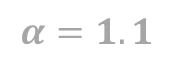 α = 1.1